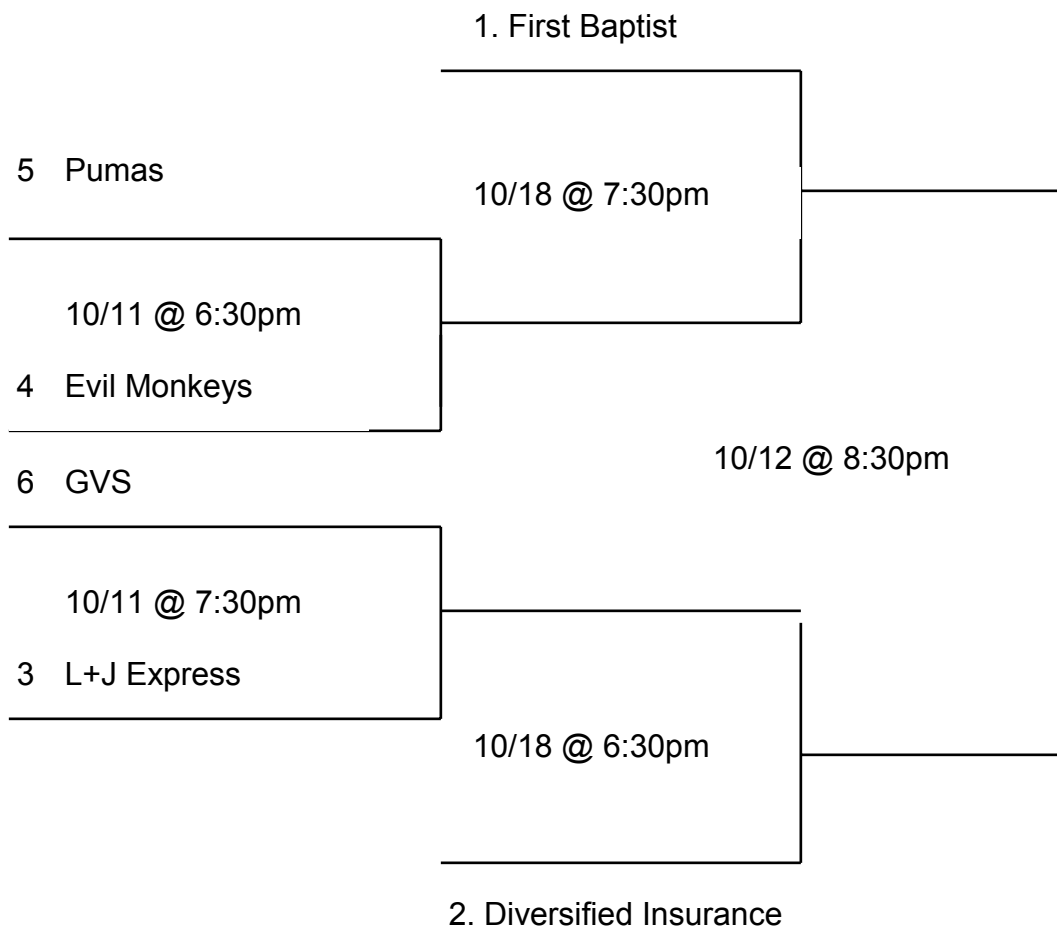 1. First Baptist
5 Pumas
10/18 @ 7:30pm
10/11 @ 6:30pm
4 Evil Monkeys
10/12 @ 8:30pm
6 GVS
10/11 @ 7:30pm
3 L+J Express
10/18 @ 6:30pm
2. Diversified Insurance